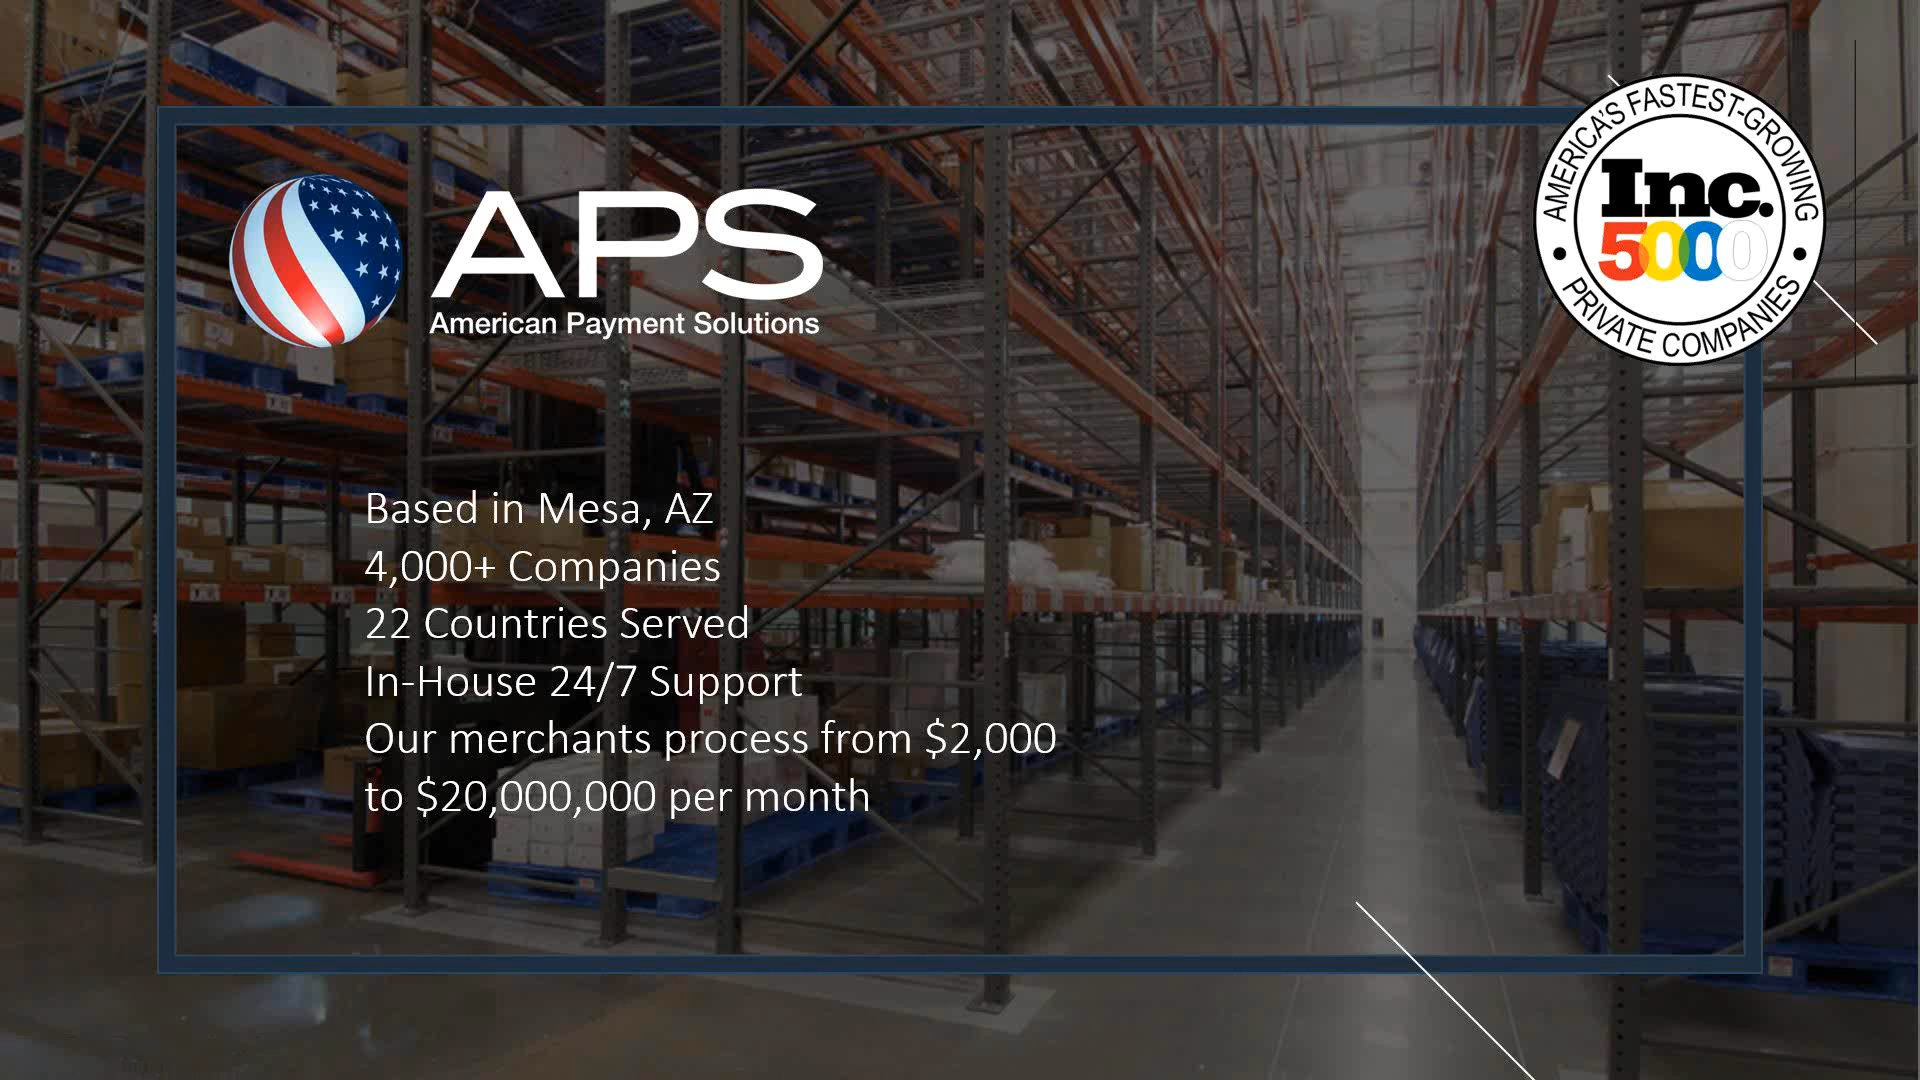 APS
American Payment Solutions
AMERICA'S FASTEST-GROWING
Inc.
5000
PRIVATE COMPANIES
Based in Mesa, AZ
4,000+ Companies
22 Countries Served
In-House 24/7 Support
Our merchants process from $2,000
to $20,000,000 per month